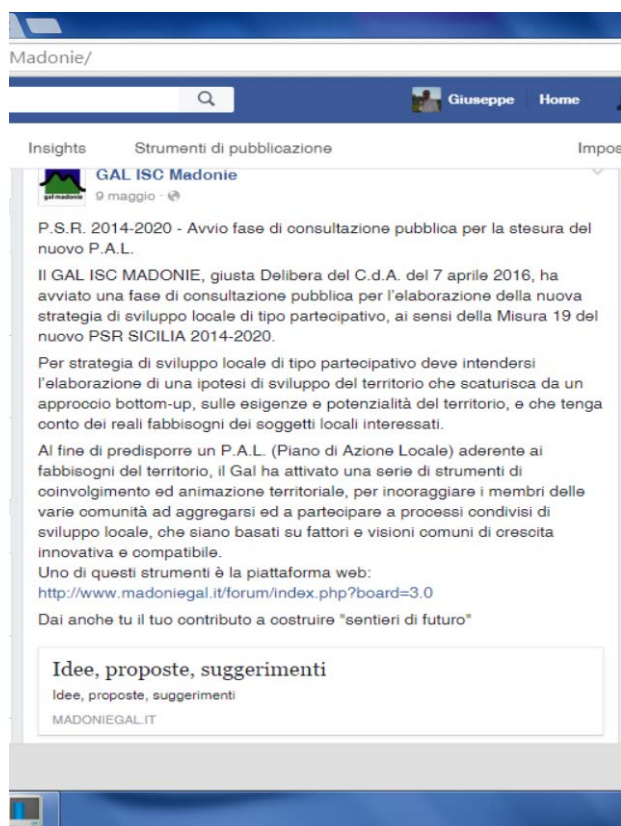 Madonie/
Giuseppe Home
Insights Strumenti di pubblicazione
GAL ISC Madonie
gal madonie
9 maggio ·
P.S.R. 2014-2020 - Avvio fase di consultazione pubblica per la stesura del
nuovo P.A.L.
Il GAL ISC MADONIE, giusta Delibera del C.d.A. del 7 aprile 2016, ha
avviato una fase di consultazione pubblica per l'elaborazione della nuova
strategia di sviluppo locale di tipo partecipativo, ai sensi della Misura 19 del
nuovo PSR SICILIA 2014-2020.
Per strategia di sviluppo locale di tipo partecipativo deve intendersi
l'elaborazione di una ipotesi di sviluppo del territorio che scaturisca da un
approccio bottom-up, sulle esigenze e potenzialità del territorio, e che tenga
conto dei reali fabbisogni dei soggetti locali interessati.
Al fine di predisporre un P.A.L. (Piano di Azione Locale) aderente ai
fabbisogni del territorio, il Gal ha attivato una serie di strumenti di
coinvolgimento ed animazione territoriale, per incoraggiare i membri delle
varie comunità ad aggregarsi ed a partecipare a processi condivisi di
sviluppo locale, che siano basati su fattori e visioni comuni di crescita
innovativa e compatibile.
Uno di questi strumenti è la piattaforma web:
http://www.madoniegal.it/forum/index.php?board=3.0
Dai anche tu il tuo contributo a costruire "sentieri di futuro"
Idee, proposte, suggerimenti
Idee, proposte, suggerimenti
MADONIEGAL.IT